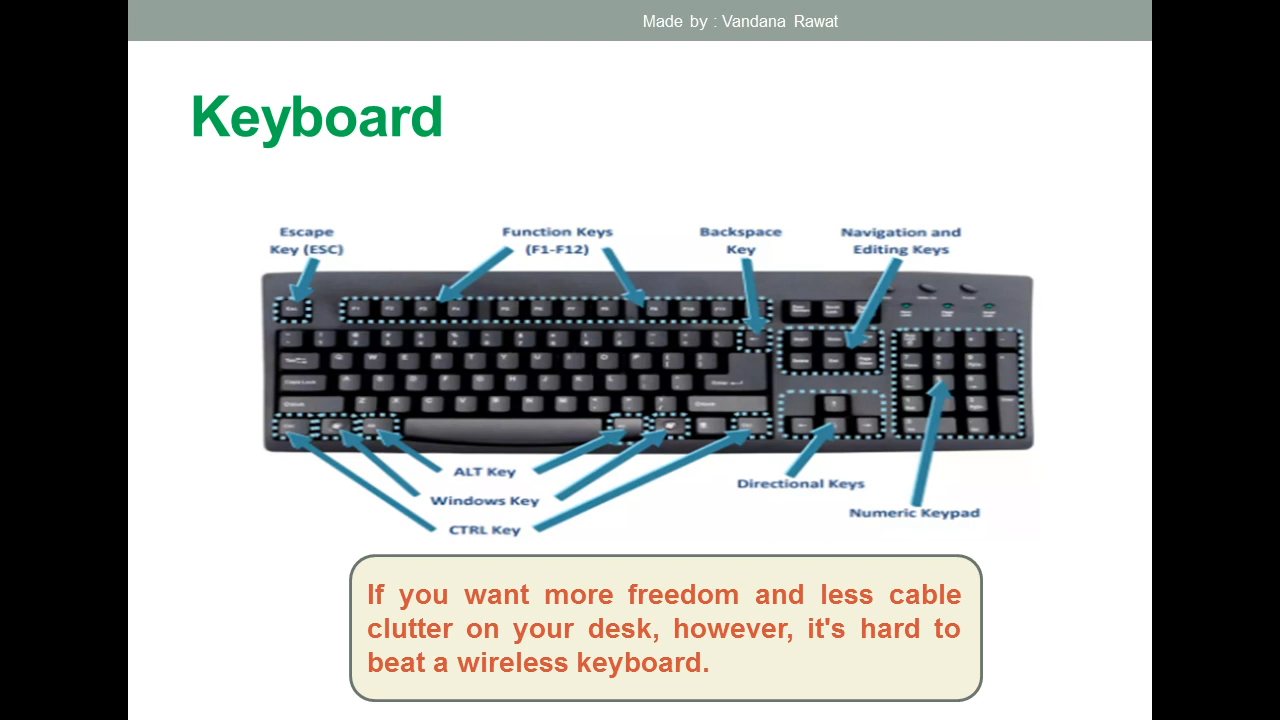 Made by : Vandana Rawat
Keyboard
Escape
Key (ESC)
Function Keys
(F1-F12)
Backspace
Key
Navigation and
Editing Keys
ALT Key
Windows Key
CTRL Key
Directional Keys
Numeric Keypad
If you want more freedom and less cable
clutter on your desk, however, it's hard to
beat a wireless keyboard.